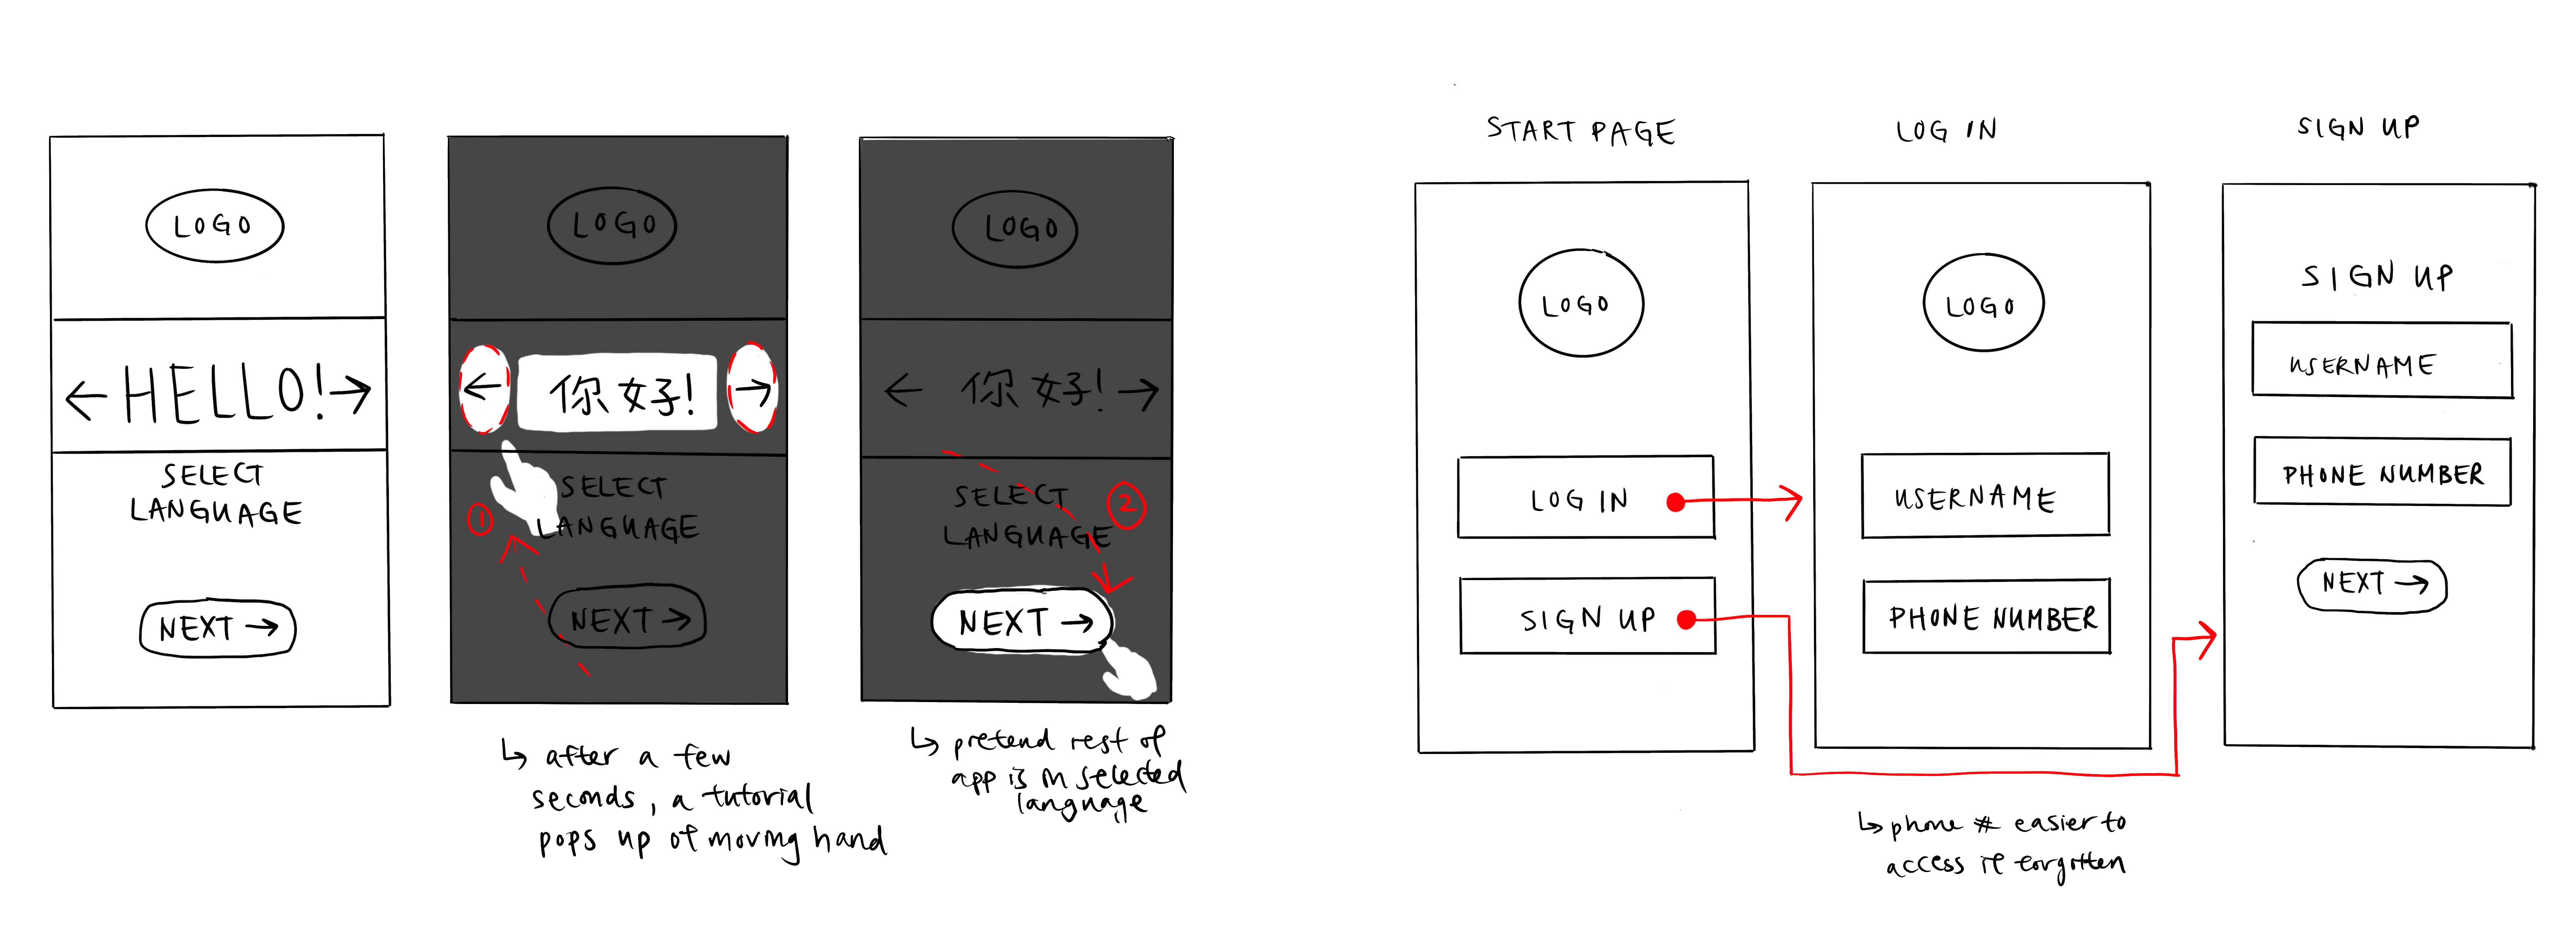 LOGO
← HELLO! →
SELECT
LANGUAGE
NEXT →
LOGO
← 你好! →
①
SELECT
LANGUAGE
NEXT →
↳ after a few
seconds, a tutorial
pops up of moving hand
LOGO
← 你好! →
SELECT
②
LANGUAGE
NEXT →
↳ pretend rest of
app is in selected
language
START PAGE
LOGO
LOG IN
SIGN UP
LOG IN
LOGO
USERNAME
PHONE NUMBER
↳ phone # easier to
access if forgotten
SIGN UP
SIGN UP
USERNAME
PHONE NUMBER
NEXT →